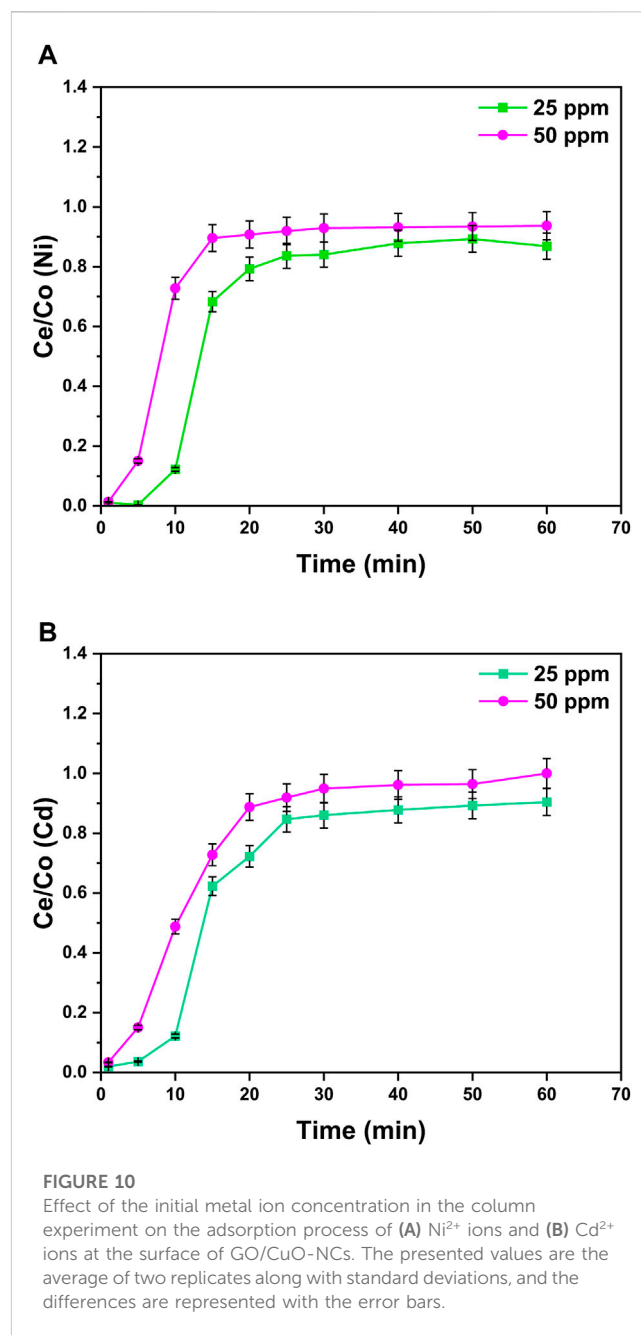 A
1.4
1.2
1.0
0.8
0.6
0.4
0.2
0.0
Ce/Co (Ni)
25 ppm
50 ppm
0 10 20 30 40 50 60 70
Time (min)
B
1.4
1.2
1.0
0.8
0.6
0.4
0.2
0.0
Ce/Co (Cd)
25 ppm
50 ppm
0 10 20 30 40 50 60 70
Time (min)
FIGURE 10
Effect of the initial metal ion concentration in the column
experiment on the adsorption process of (A) Ni²⁺ ions and (B) Cd²⁺
ions at the surface of GO/CuO-NCs. The presented values are the
average of two replicates along with standard deviations, and the
differences are represented with the error bars.